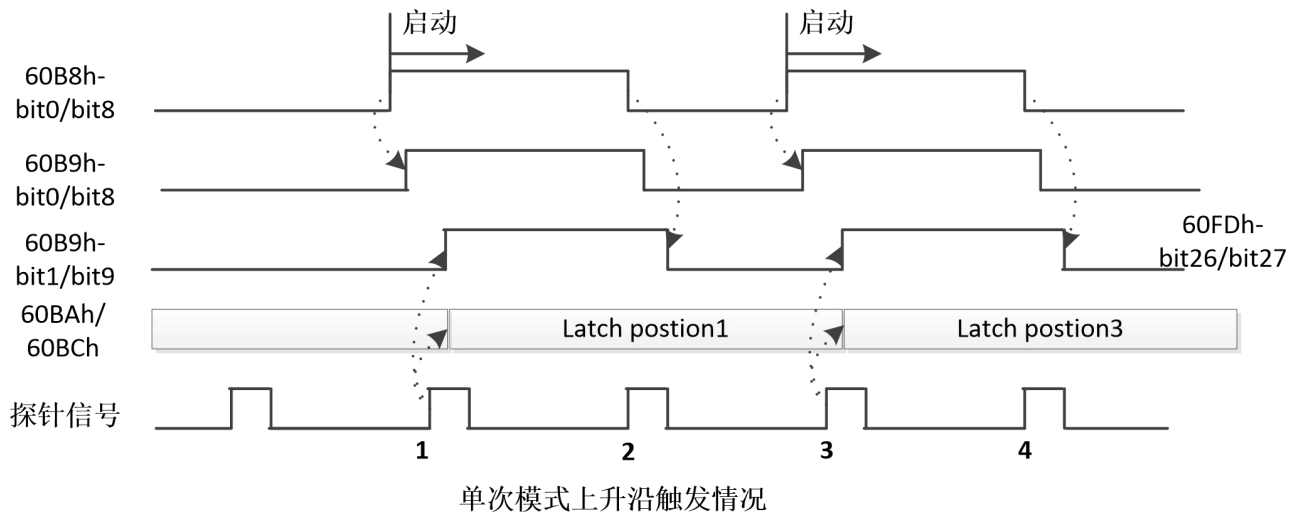 启动
启动
60B8h-
bit0/bit8
60B9h-
bit0/bit8
60B9h-
bit1/bit9
60FDh-
bit26/bit27
60BAh/
60BCh
Latch postion1
Latch postion3
探针信号
1
2
3
4
单次模式上升沿触发情况